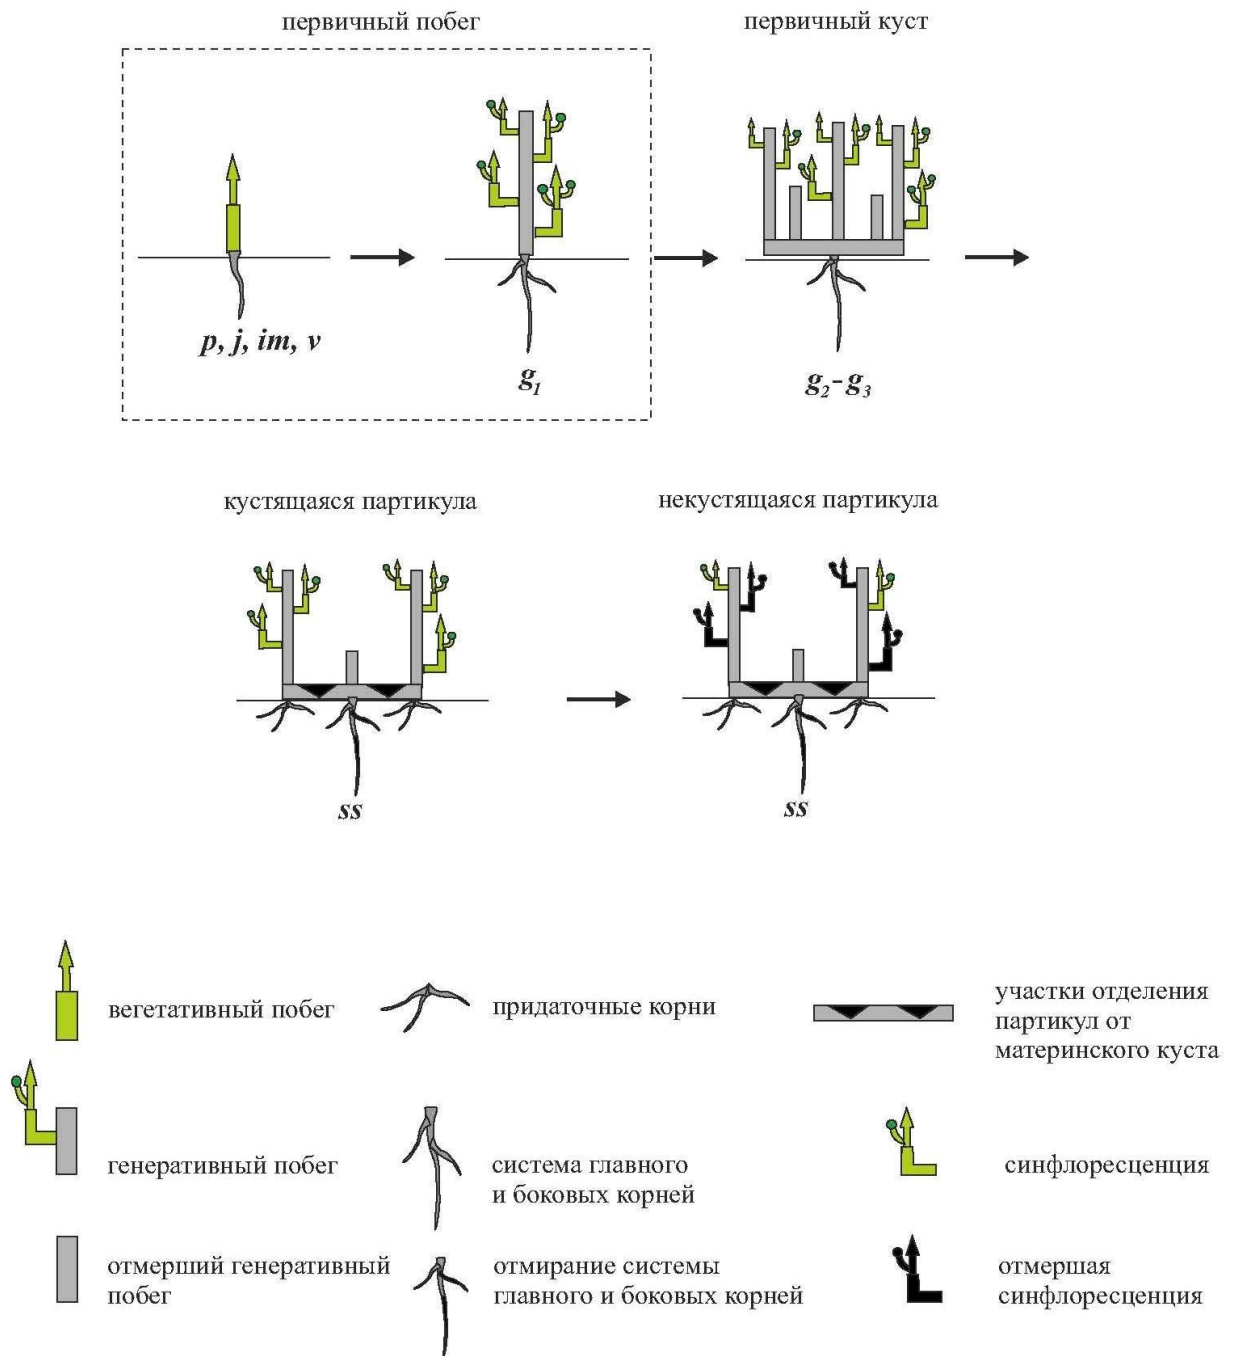 первичный побег
первичный куст
p, j, im, v
g₁
g₂-g₃
кустящаяся партикула
некустящаяся партикула
ss
ss
вегетативный побег
придаточные корни
участки отделения
партикул от
материнского куста
генеративный побег
система главного
и боковых корней
синфлоресценция
отмерший генеративный
побег
отмирание системы
главного и боковых корней
отмершая
синфлоресценция